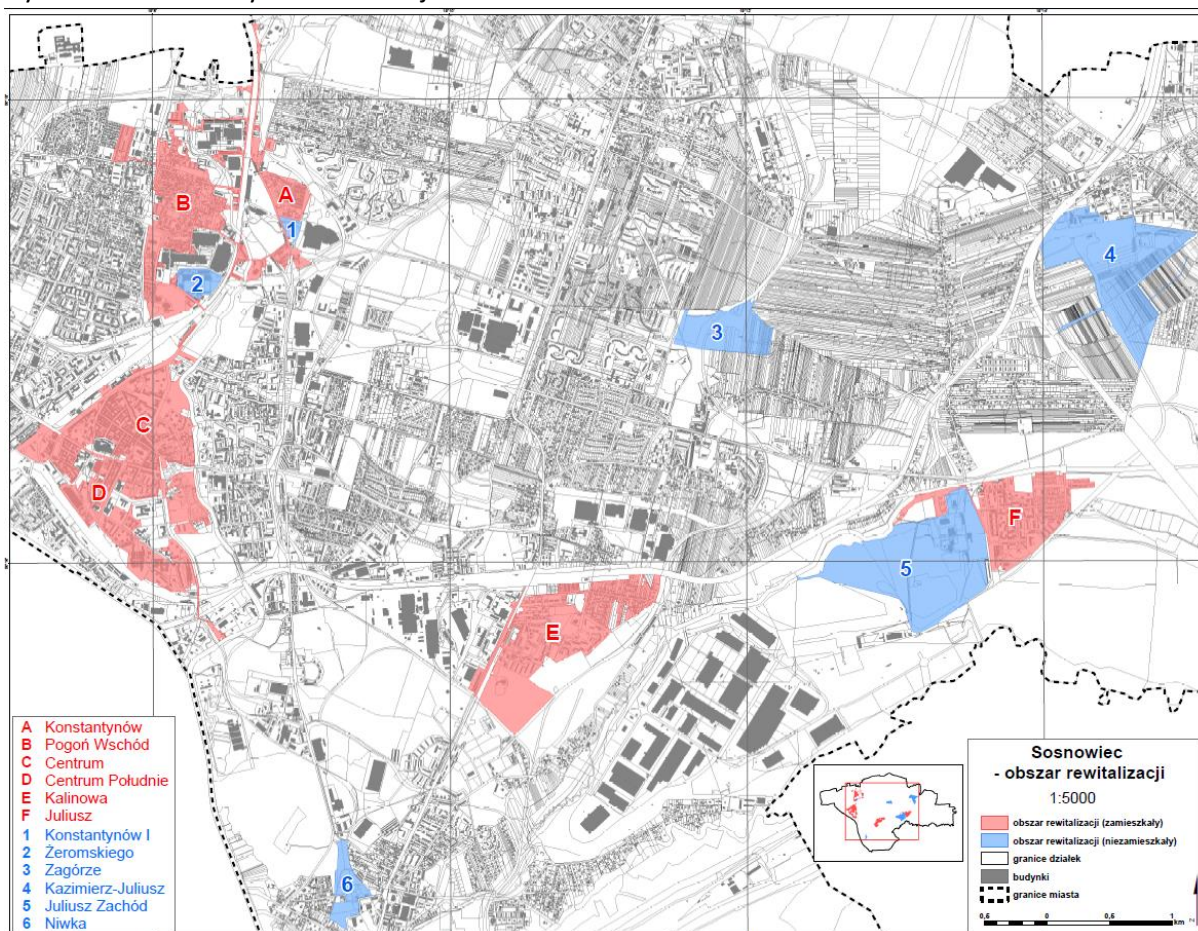 B
A
1
2
3
4
C
D
F
5
E
6
A Konstantynów
B Pogoń Wschód
C Centrum
D Centrum Południe
E Kalinowa
F Juliusz
1 Konstantynów I
2 Żeromskiego
3 Zagórze
4 Kazimierz-Juliusz
5 Juliusz Zachód
6 Niwka
Sosnowiec
- obszar rewitalizacji
1:5000
obszar rewitalizacji (zamieszkały)
obszar rewitalizacji (niezamieszkały)
granice działek
budynki
granice miasta
0,6 0 0,6 1
km
N